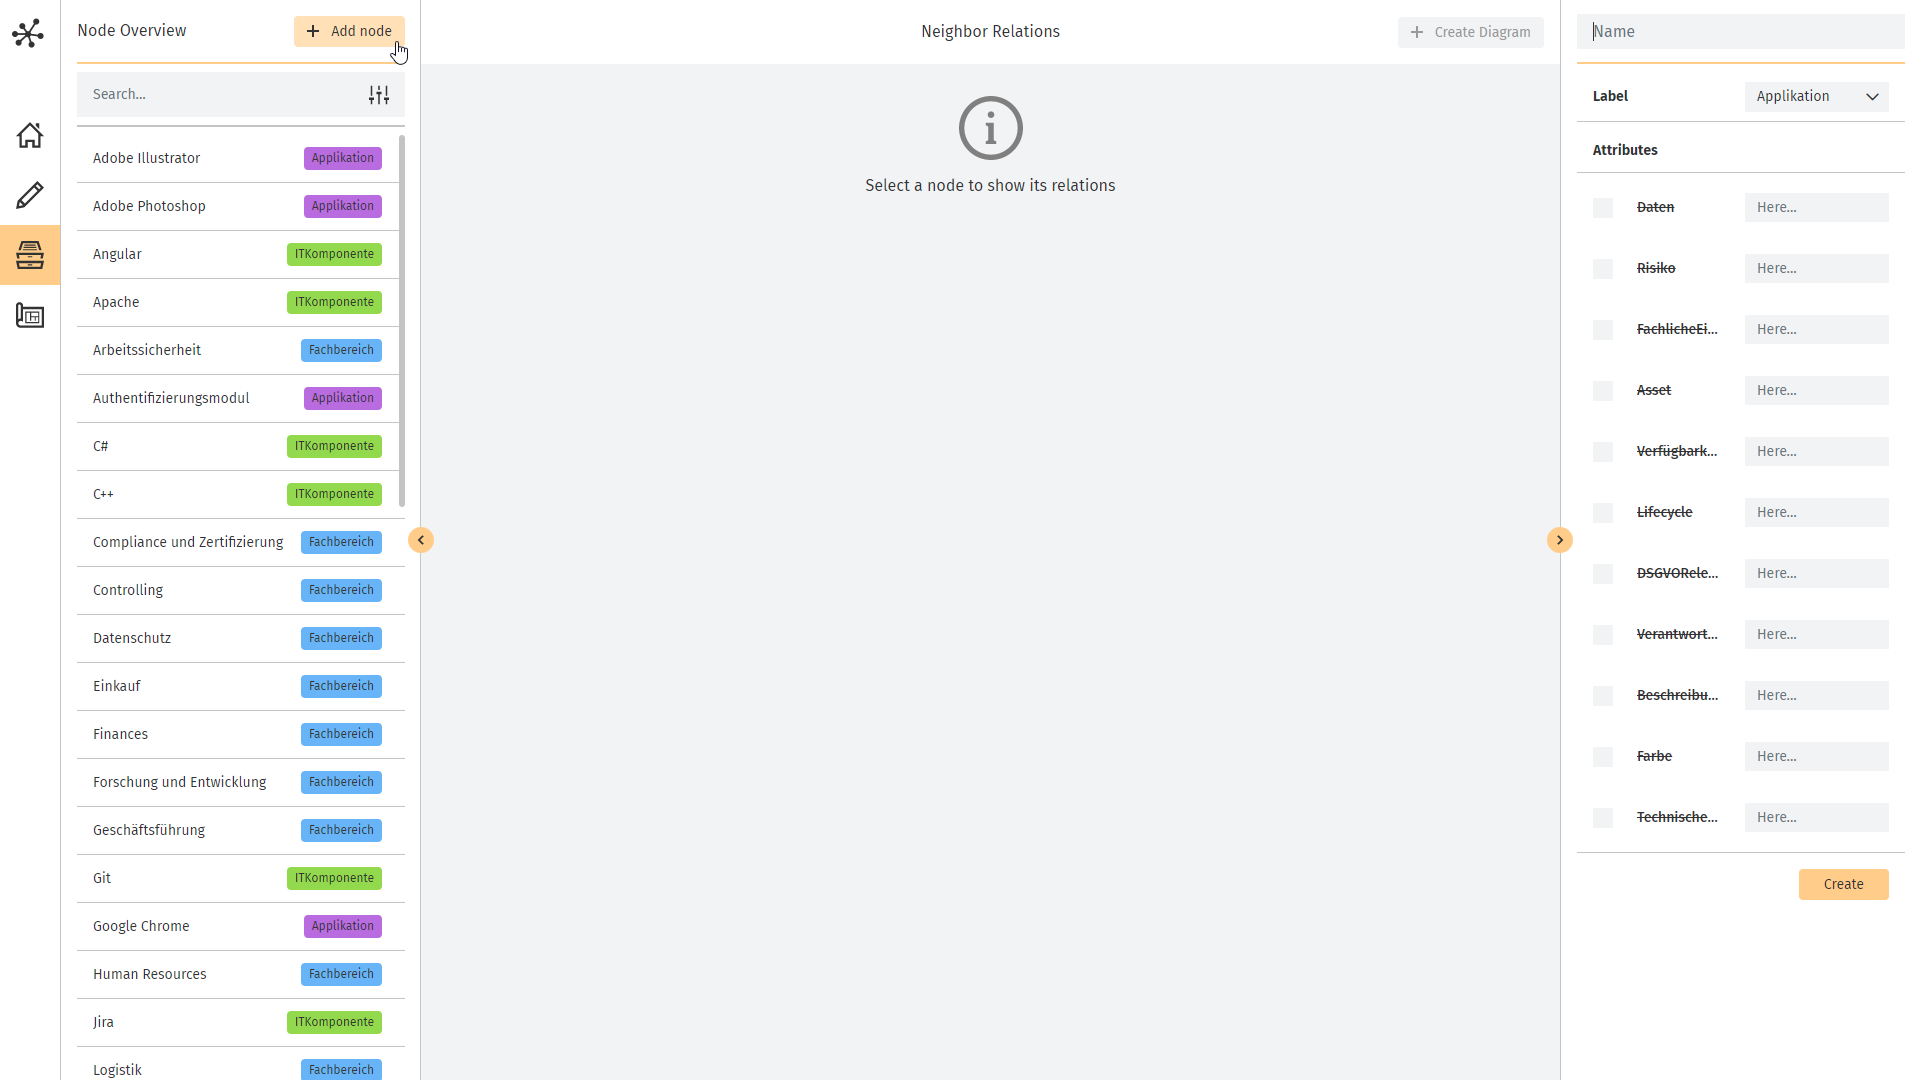 Node Overview
Add node
Search...
Adobe Illustrator Applikation
Adobe Photoshop Applikation
Angular ITKomponente
Apache ITKomponente
Arbeitssicherheit Fachbereich
Authentifizierungsmodul Applikation
C# ITKomponente
C++ ITKomponente
Compliance und Zertifizierung Fachbereich
Controlling Fachbereich
Datenschutz Fachbereich
Einkauf Fachbereich
Finances Fachbereich
Forschung und Entwicklung Fachbereich
Geschäftsführung Fachbereich
Git ITKomponente
Google Chrome Applikation
Human Resources Fachbereich
Jira ITKomponente
Logistik Fachbereich
Neighbor Relations
Create Diagram
Select a node to show its relations
Name
Label Applikation
Attributes
Daten Here...
Risiko Here...
FachlicheEi... Here...
Asset Here...
Verfügbark... Here...
Lifecycle Here...
DSGVORele... Here...
Verantwort... Here...
Beschreibu... Here...
Farbe Here...
Technische... Here...
Create